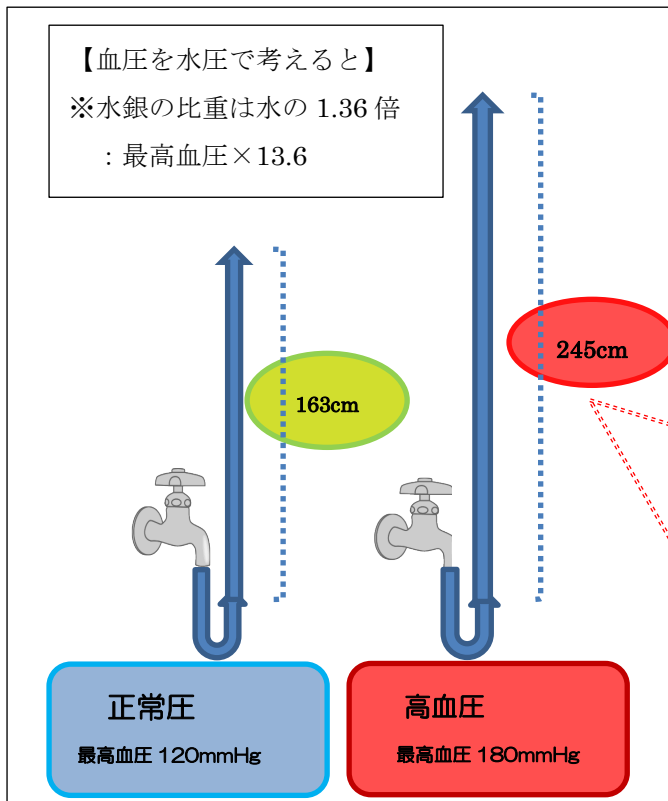 【血圧を水圧で考えると】
※水銀の比重は水の 1.36 倍
：最高血圧×13.6
245cm
163cm
正常圧
最高血圧 120mmHg
高血圧
最高血圧 180mmHg